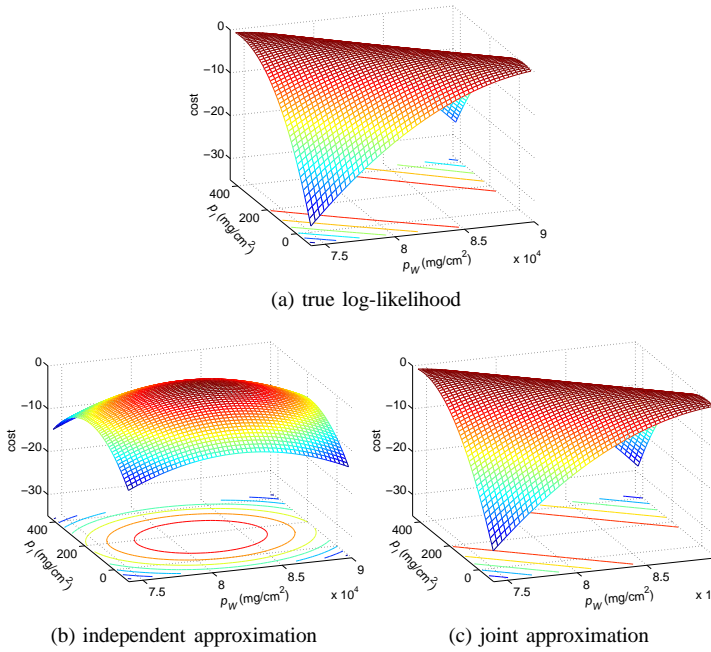 0
−10
−20
−30
cost
400
200
0
p_I (mg/cm²)
7.5
8
8.5
9
x 10⁴
p_W (mg/cm²)
(a) true log-likelihood
0
−10
−20
−30
cost
400
200
0
p_I (mg/cm²)
7.5
8
8.5
9
x 10⁴
p_W (mg/cm²)
(b) independent approximation
0
−10
−20
−30
cost
400
200
0
p_I (mg/cm²)
7.5
8
8.5
x 1
p_W (mg/cm²)
(c) joint approximation